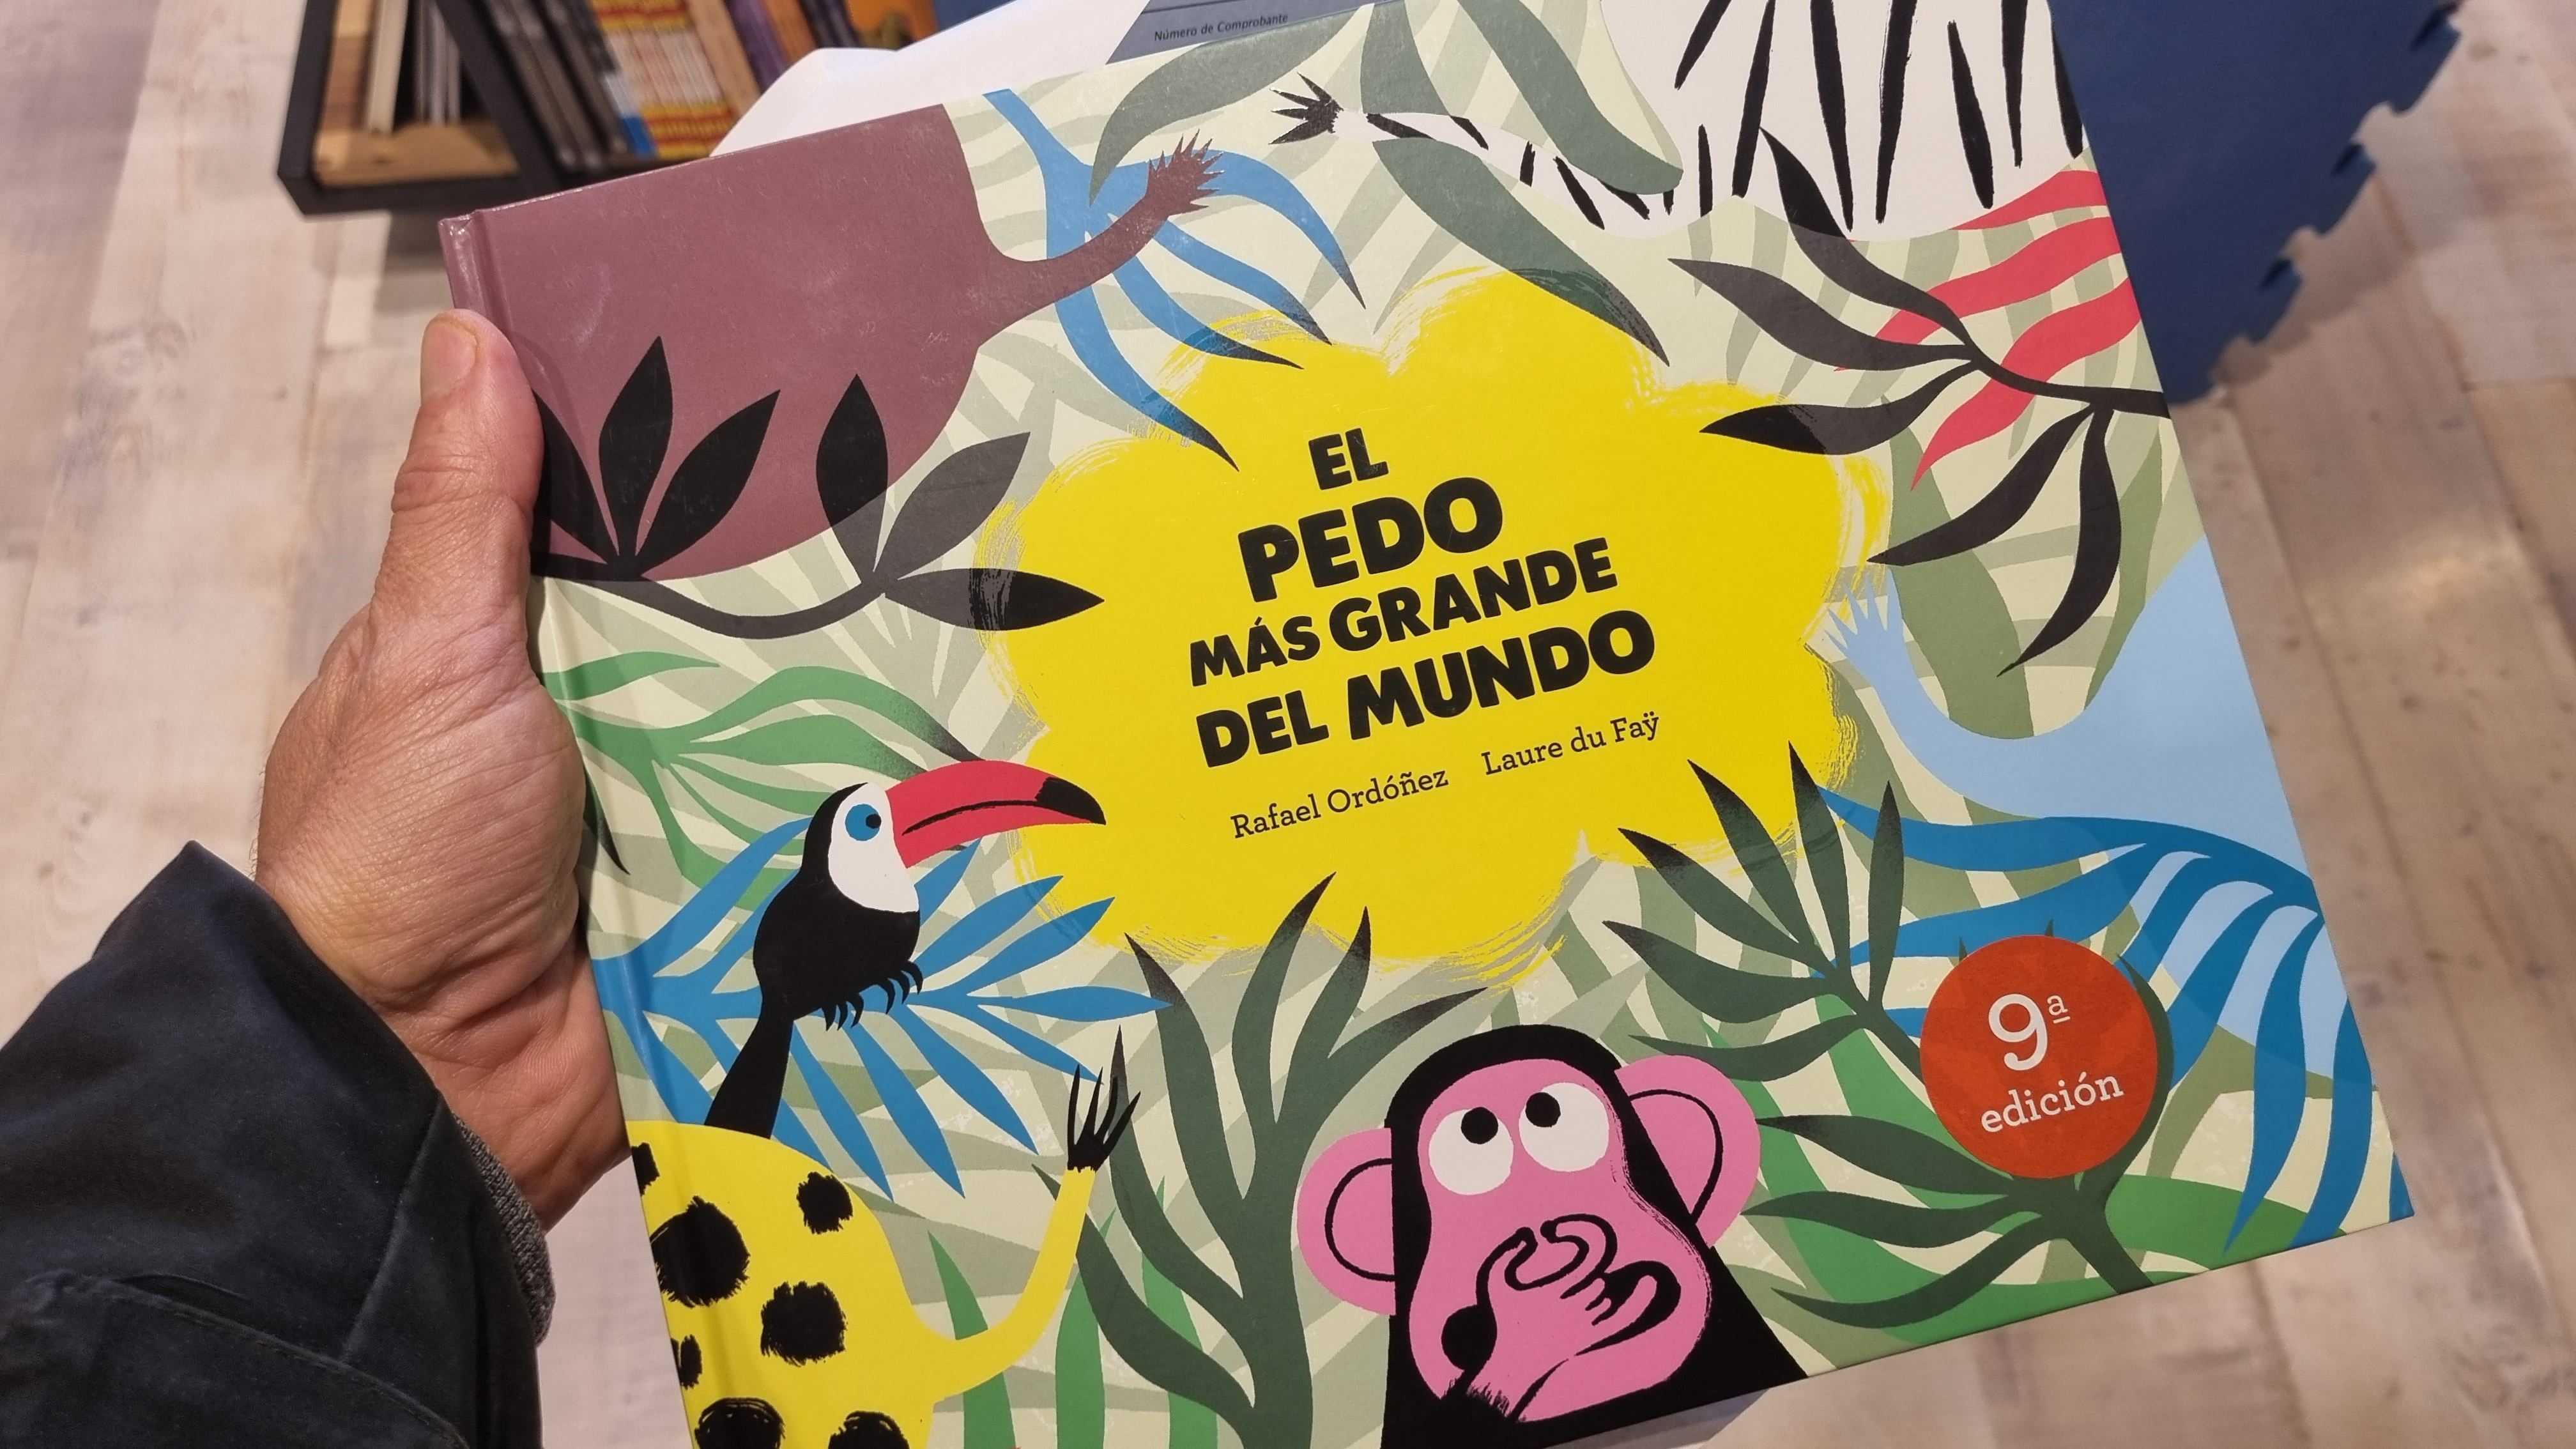 Número de Comprobante
EL
PEDO
MÁS GRANDE
DEL MUNDO
Rafael Ordóñez Laure du Faÿ
9ª
edición